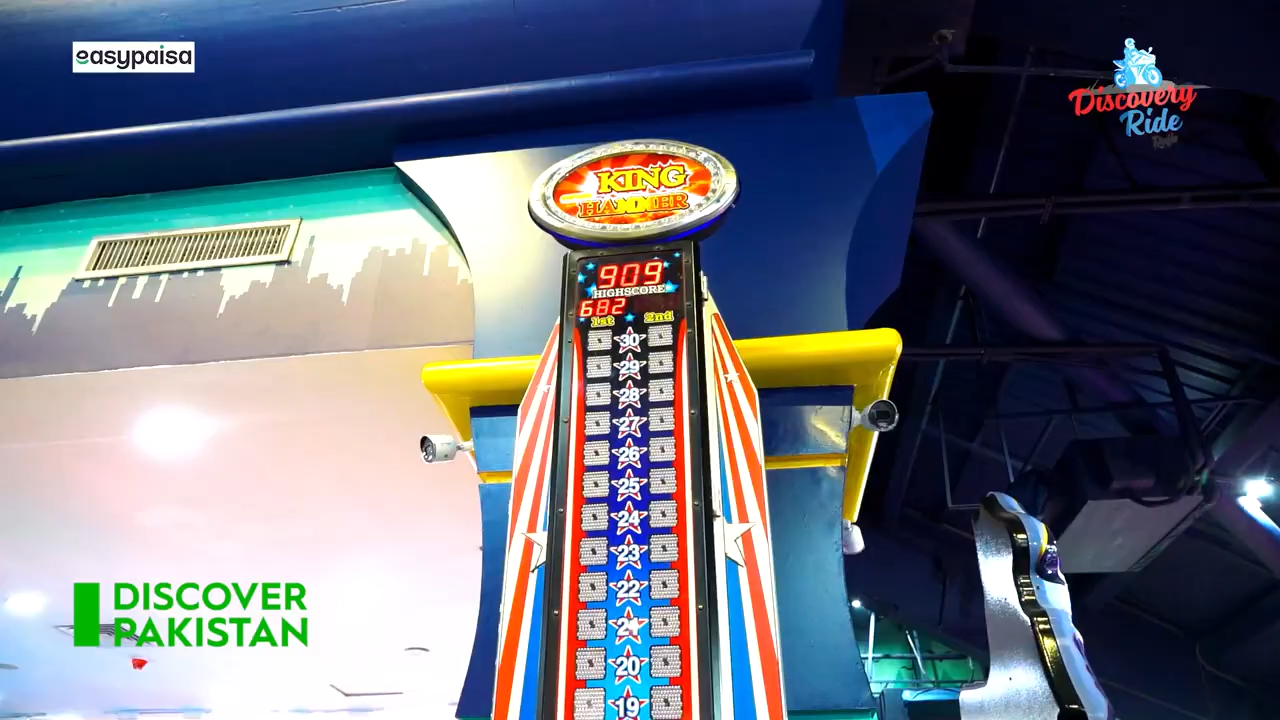 easypaisa
Discovery
Ride
KING
HAMMER
909
HIGHSCORE
682
1st 2nd
30
29
28
27
26
25
24
23
22
21
20
19
DISCOVER
PAKISTAN